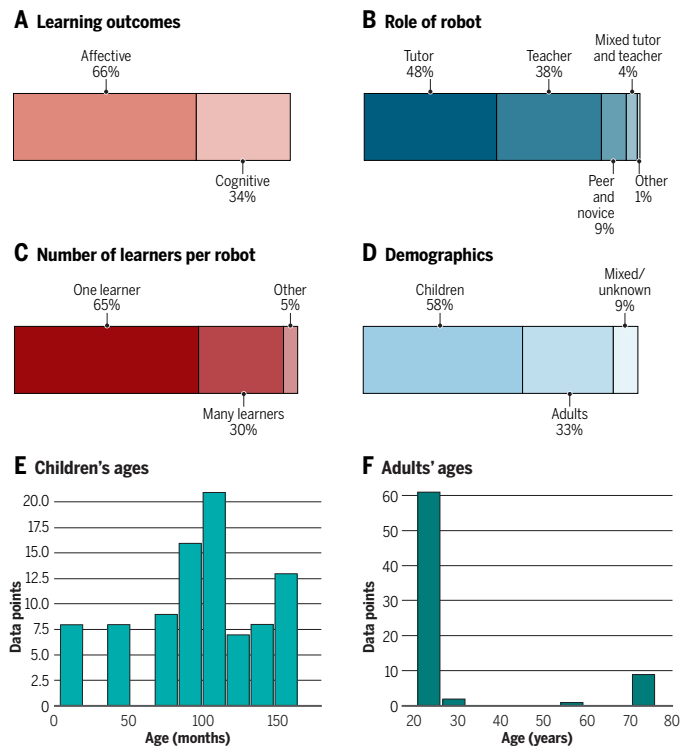 A Learning outcomes
Affective
66%
Cognitive
34%
B Role of robot
Tutor
48%
Teacher
38%
Mixed tutor
and teacher
4%
Peer
and
novice
9%
Other
1%
C Number of learners per robot
One learner
65%
Other
5%
Many learners
30%
D Demographics
Children
58%
Mixed/
unknown
9%
Adults
33%
E Children's ages
Data points
20.0
17.5
15.0
12.5
10.0
7.5
5.0
2.5
0
0 50 100 150
Age (months)
F Adults' ages
Data points
60
50
40
30
20
10
0
20 30 40 50 60 70 80
Age (years)